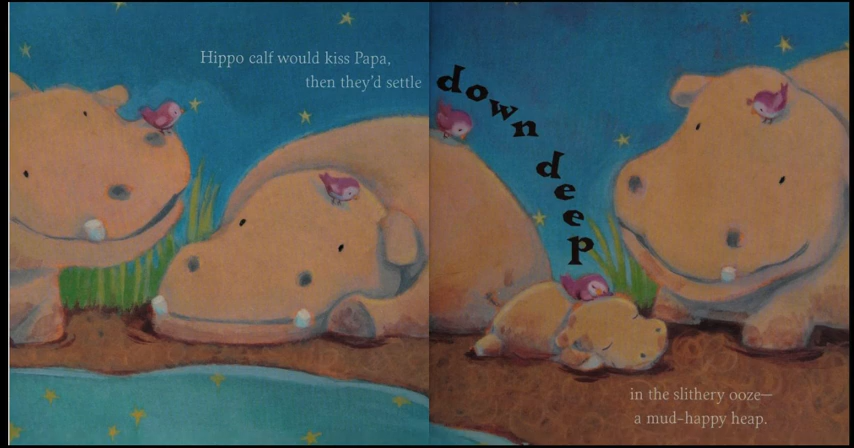 Hippo calf would kiss Papa,
then they'd settle
down
deep
in the slithery ooze—
a mud-happy heap.